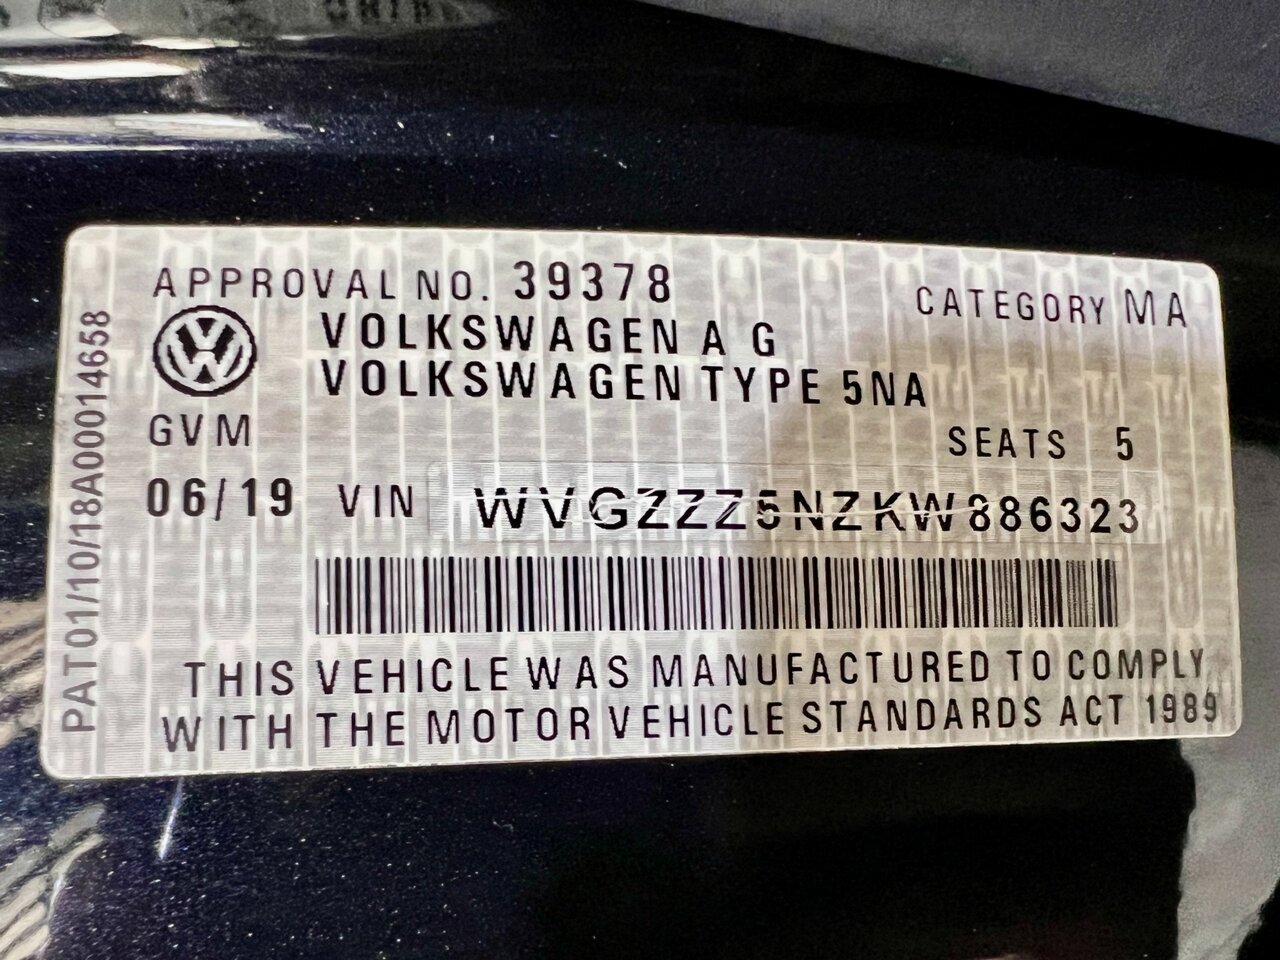 APPROVAL NO. 39378
CATEGORY MA
VOLKSWAGEN AG
VOLKSWAGEN TYPE 5NA
GVM
SEATS 5
06/19 VIN WVGZZZ5NZKW886323
THIS VEHICLE WAS MANUFACTURED TO COMPLY
WITH THE MOTOR VEHICLE STANDARDS ACT 1989
PAT01/10/18A00014658